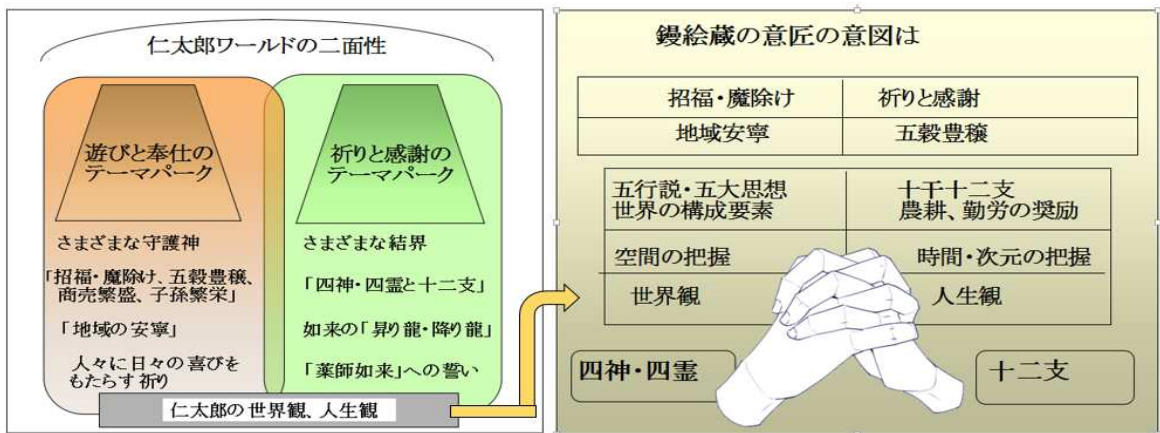 仁太郎ワールドの二面性
遊びと奉仕の
テーマパーク
さまざまな守護神
「招福・魔除け、五穀豊穣、
商売繁盛、子孫繁栄」
「地域の安寧」
人々に日々の喜びを
もたらす祈り
祈りと感謝の
テーマパーク
さまざまな結界
「四神・四霊と十二支」
如来の「昇り龍・降り龍」
「薬師如来」への誓い
仁太郎の世界観、人生観
鏝絵蔵の意匠の意図は
招福・魔除け
祈りと感謝
地域安寧
五穀豊穣
五行説・五大思想
世界の構成要素
十干十二支
農耕、勤労の奨励
空間の把握
時間・次元の把握
世界観
人生観
四神・四霊
十二支